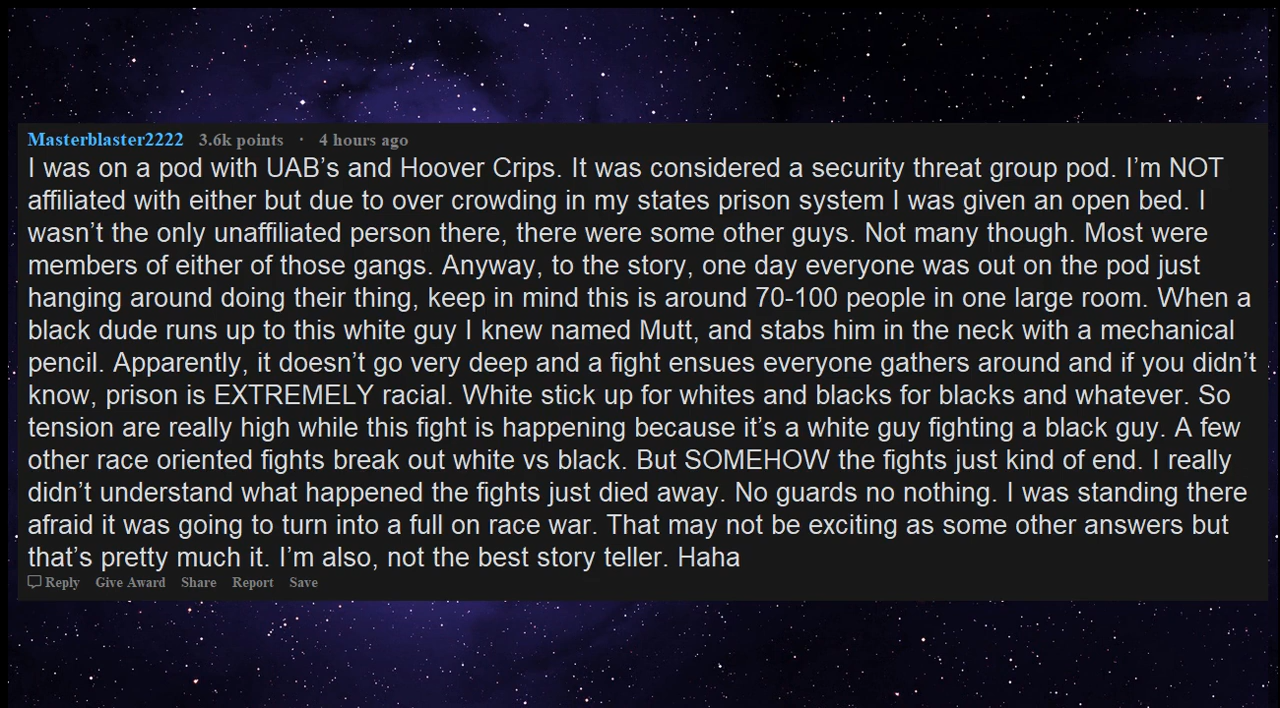 Masterblaster2222 3.6k points · 4 hours ago
I was on a pod with UAB’s and Hoover Crips. It was considered a security threat group pod. I’m NOT
affiliated with either but due to over crowding in my states prison system I was given an open bed. I
wasn’t the only unaffiliated person there, there were some other guys. Not many though. Most were
members of either of those gangs. Anyway, to the story, one day everyone was out on the pod just
hanging around doing their thing, keep in mind this is around 70-100 people in one large room. When a
black dude runs up to this white guy I knew named Mutt, and stabs him in the neck with a mechanical
pencil. Apparently, it doesn’t go very deep and a fight ensues everyone gathers around and if you didn’t
know, prison is EXTREMELY racial. White stick up for whites and blacks for blacks and whatever. So
tension are really high while this fight is happening because it’s a white guy fighting a black guy. A few
other race oriented fights break out white vs black. But SOMEHOW the fights just kind of end. I really
didn’t understand what happened the fights just died away. No guards no nothing. I was standing there
afraid it was going to turn into a full on race war. That may not be exciting as some other answers but
that’s pretty much it. I’m also, not the best story teller. Haha
Reply Give Award Share Report Save